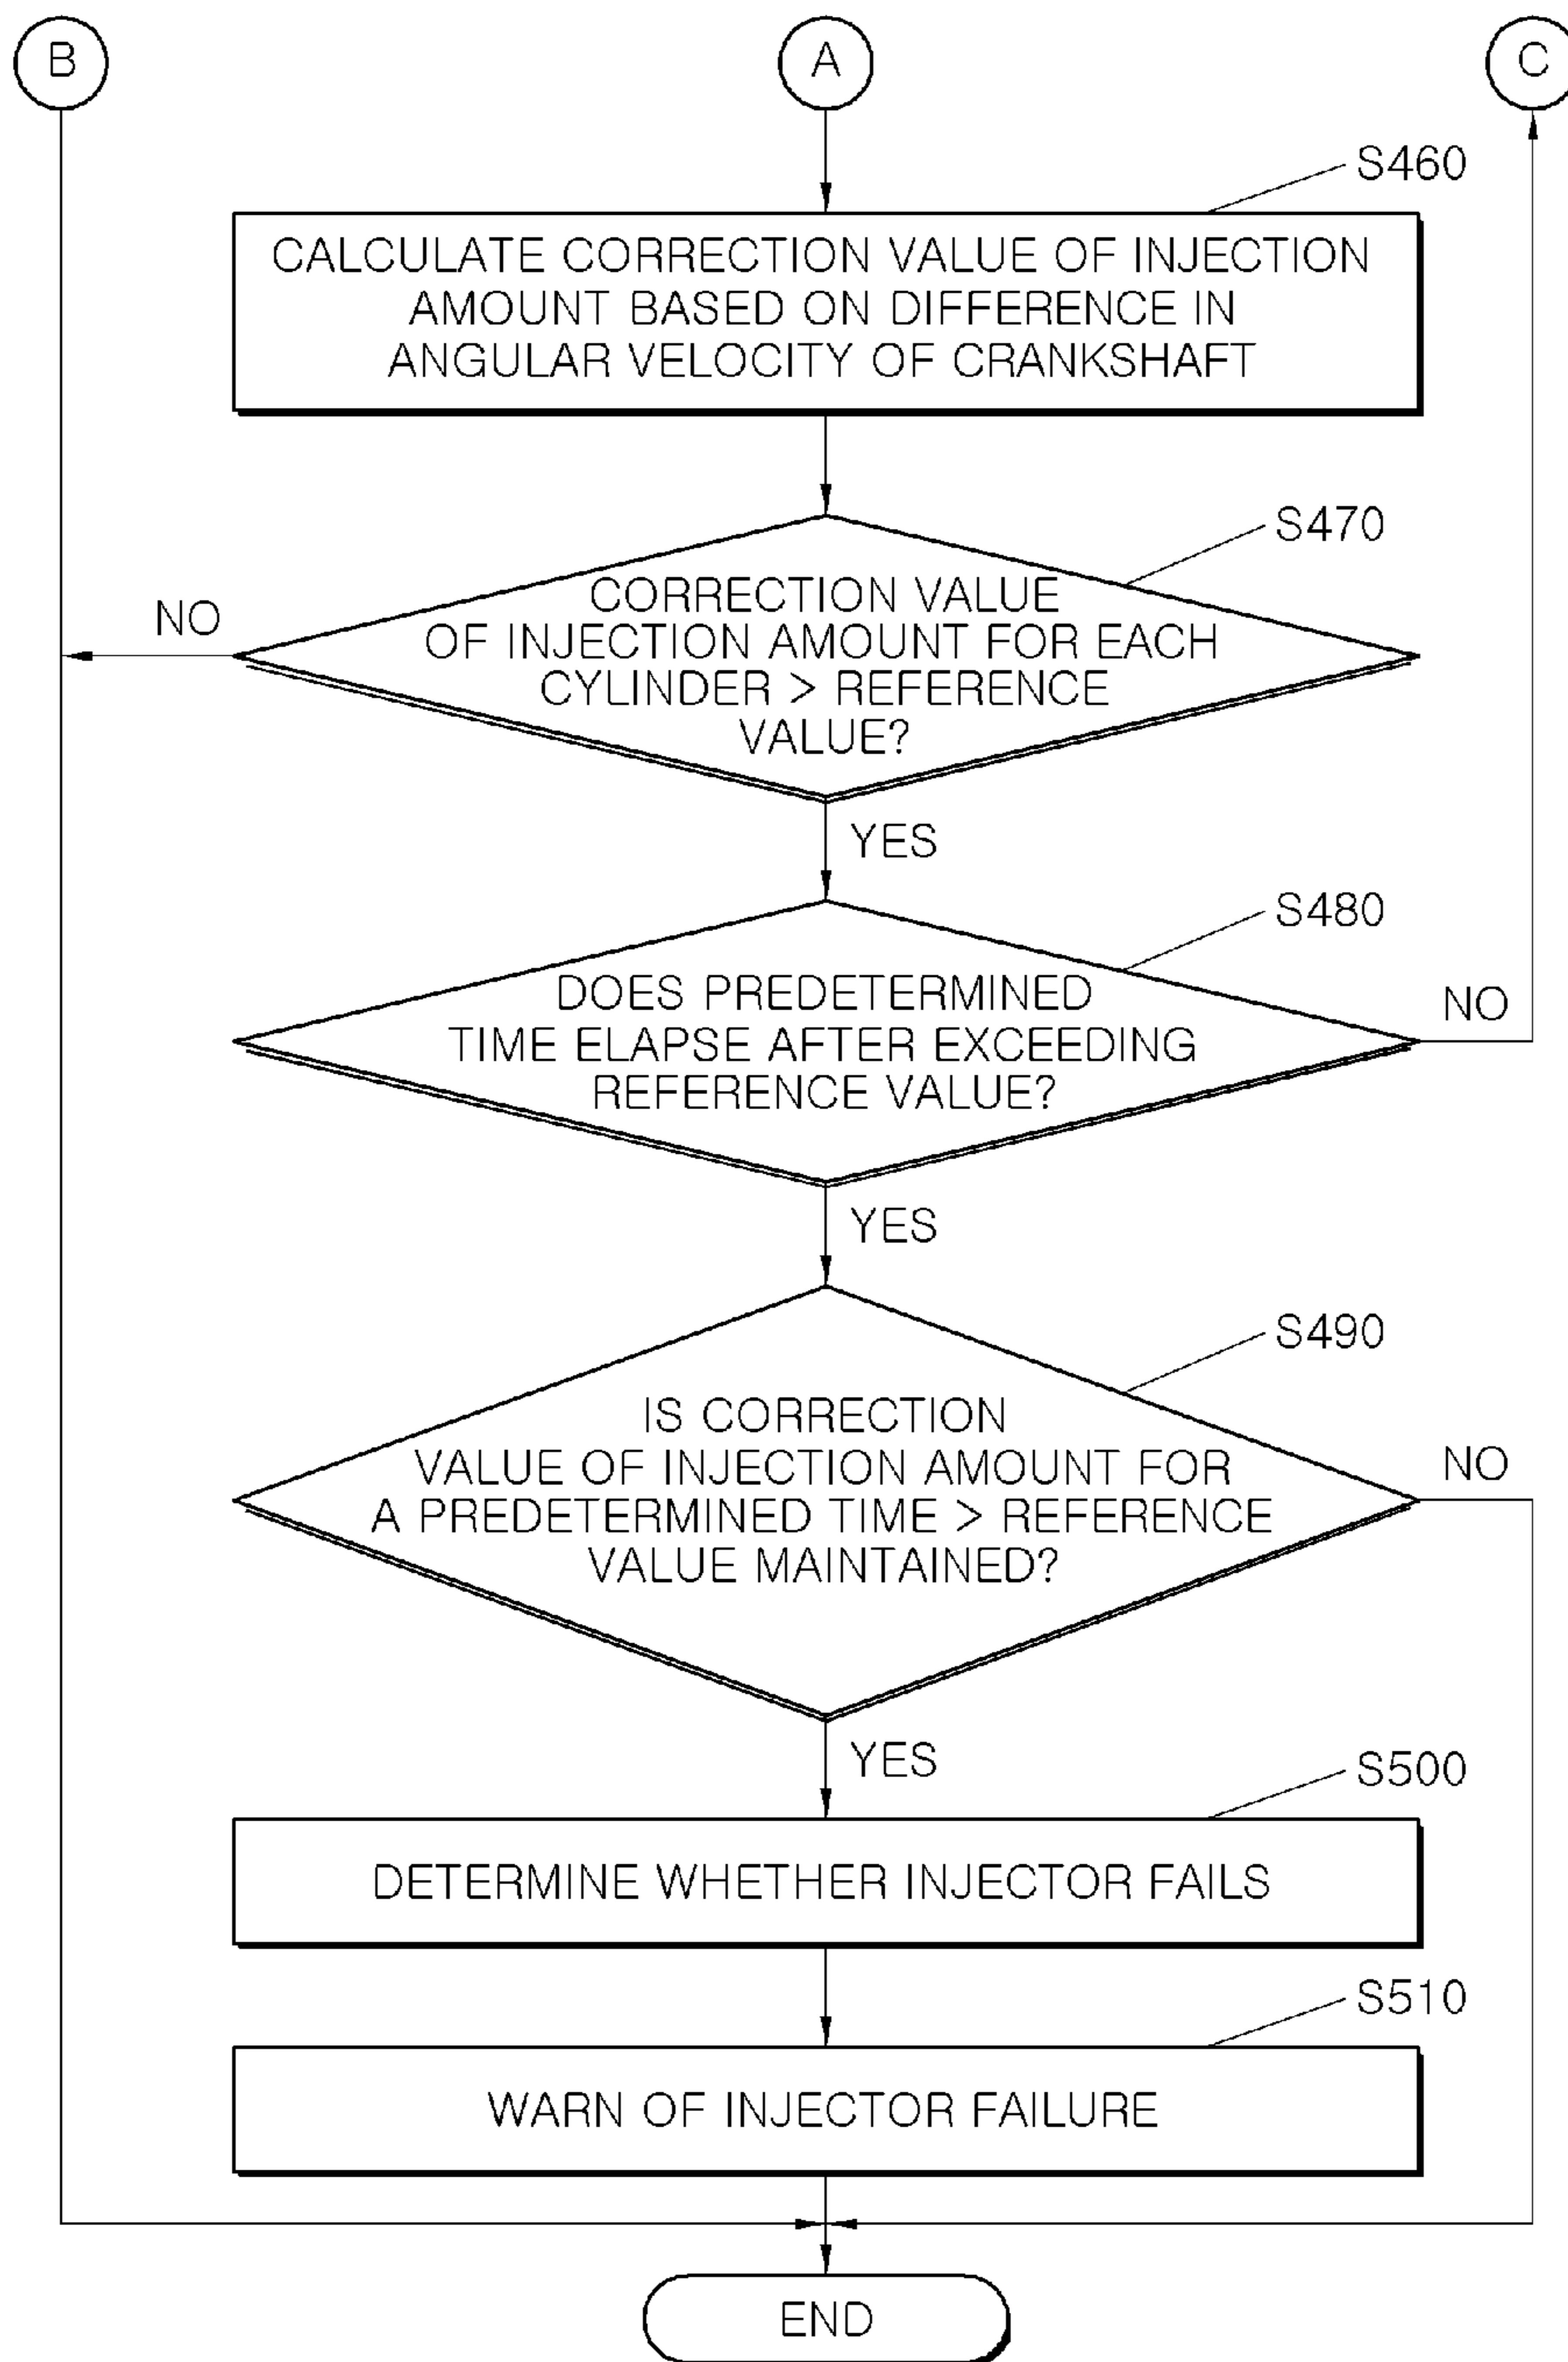 B
A
C
S460
CALCULATE CORRECTION VALUE OF INJECTION
AMOUNT BASED ON DIFFERENCE IN
ANGULAR VELOCITY OF CRANKSHAFT
S470
CORRECTION VALUE
OF INJECTION AMOUNT FOR EACH
CYLINDER > REFERENCE
VALUE?
NO
YES
S480
DOES PREDETERMINED
TIME ELAPSE AFTER EXCEEDING
REFERENCE VALUE?
NO
YES
S490
IS CORRECTION
VALUE OF INJECTION AMOUNT FOR
A PREDETERMINED TIME > REFERENCE
VALUE MAINTAINED?
NO
YES
S500
DETERMINE WHETHER INJECTOR FAILS
S510
WARN OF INJECTOR FAILURE
END